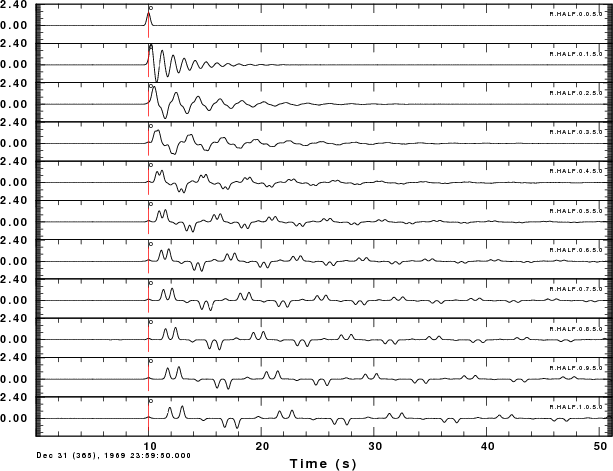 2.40
R.HALF.0.0.5.0
0.00
2.40
R.HALF.0.1.5.0
0.00
2.40
R.HALF.0.2.5.0
0.00
2.40
R.HALF.0.3.5.0
0.00
2.40
R.HALF.0.4.5.0
0.00
2.40
R.HALF.0.5.5.0
0.00
2.40
R.HALF.0.6.5.0
0.00
2.40
R.HALF.0.7.5.0
0.00
2.40
R.HALF.0.8.5.0
0.00
2.40
R.HALF.0.9.5.0
0.00
2.40
R.HALF.1.0.5.0
0.00
10 20 30 40 50
Dec 31 (365), 1969 23:59:50.000
Time (s)